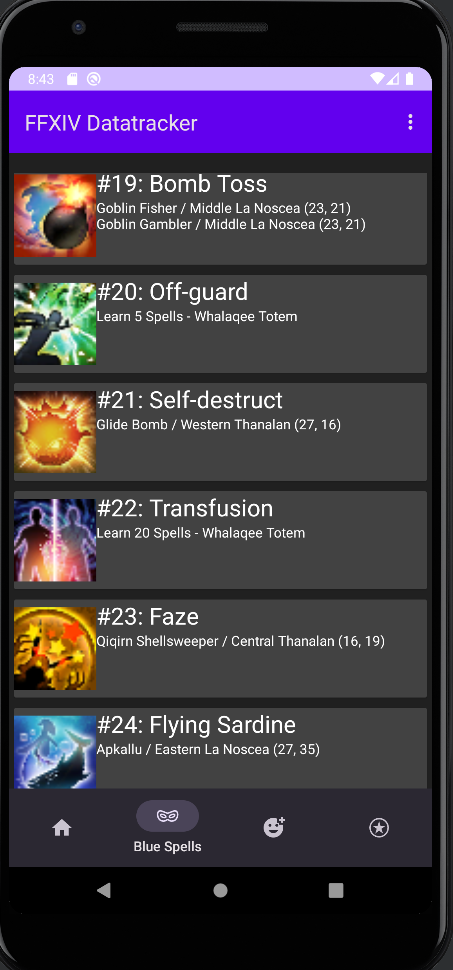 8:43
FFXIV Datatracker
#19: Bomb Toss
Goblin Fisher / Middle La Noscea (23, 21)
Goblin Gambler / Middle La Noscea (23, 21)
#20: Off-guard
Learn 5 Spells - Whalaqee Totem
#21: Self-destruct
Glide Bomb / Western Thanalan (27, 16)
#22: Transfusion
Learn 20 Spells - Whalaqee Totem
#23: Faze
Qiqirn Shellsweeper / Central Thanalan (16, 19)
#24: Flying Sardine
Apkallu / Eastern La Noscea (27, 35)
Blue Spells